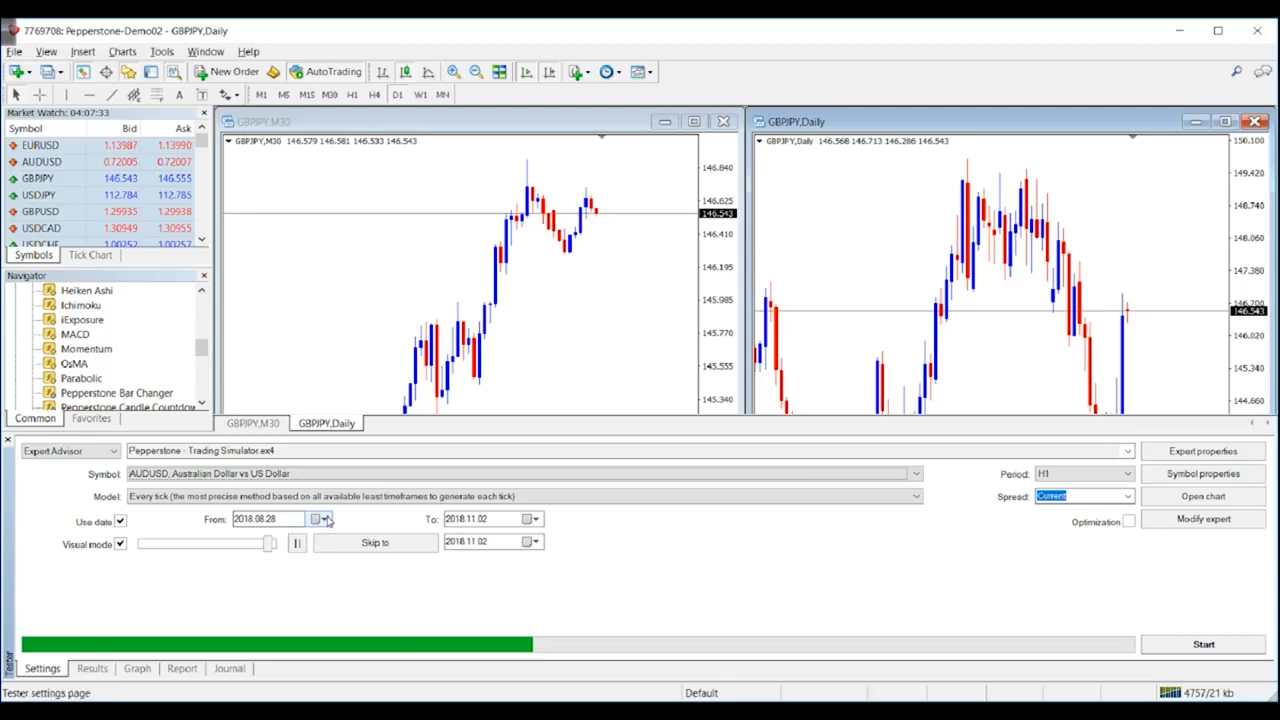 7769708: Pepperstone-Demo02 - GBPJPY,Daily
File View Insert Charts Tools Window Help
New Order AutoTrading
M1 M5 M15 M30 H1 H4 D1 W1 MN
Market Watch: 04:07:33
Symbol Bid Ask
EURUSD 1.13987 1.13990
AUDUSD 0.72005 0.72007
GBPJPY 146.543 146.555
USDJPY 112.784 112.785
GBPUSD 1.29935 1.29938
USDCAD 1.30949 1.30955
USDCHF 1.00252 1.00257
Symbols Tick Chart
Navigator
Heiken Ashi
Ichimoku
iExposure
MACD
Momentum
OsMA
Parabolic
Pepperstone Bar Changer
Pepperstone Candle Countdow
Common Favorites
GBPJPY,M30
GBPJPY,M30 146.579 146.581 146.533 146.543
146.840
146.625
146.543
146.410
146.195
145.985
145.770
145.555
145.340
GBPJPY,Daily
GBPJPY,Daily 146.568 146.713 146.286 146.543
150.100
149.420
148.740
148.060
147.380
146.700
146.543
146.020
145.340
144.660
GBPJPY,M30 GBPJPY,Daily
Expert Advisor Pepperstone - Trading Simulator.ex4 Expert properties
Symbol: AUDUSD, Australian Dollar vs US Dollar Period: H1 Symbol properties
Model: Every tick (the most precise method based on all available least timeframes to generate each tick) Spread: Current Open chart
Use date From: 2018.08.28 To: 2018.11.02 Optimization Modify expert
Visual mode Skip to 2018.11.02
Start
Tester
Settings Results Graph Report Journal
Tester settings page Default 4757/21 kb